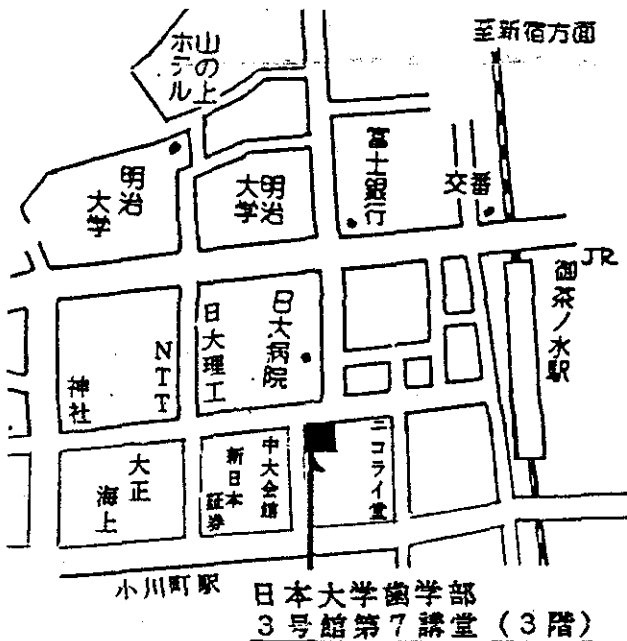 至新宿方面
山の上
ホテル
富士銀行
交番
明治
大学
明治
大学
JR
御茶ノ水駅
日大病院
日大理工
NTT
神社
ニコライ堂
中大会館
新日本
証券
大正
海上
小川町駅
日本大学歯学部
3号館第7講堂(3階)